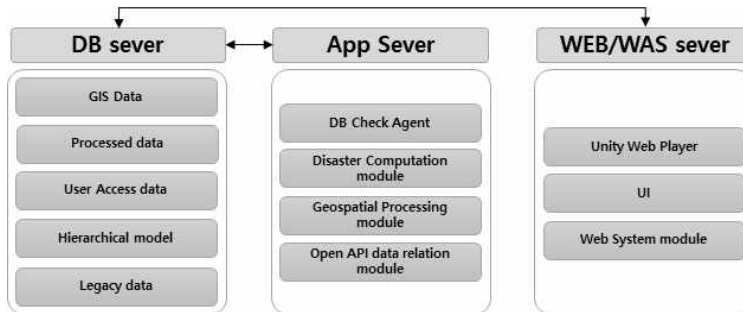 DB sever
App Sever
WEB/WAS sever
GIS Data
Processed data
User Access data
Hierarchical model
Legacy data
DB Check Agent
Disaster Computation
module
Geospatial Processing
module
Open API data relation
module
Unity Web Player
UI
Web System module